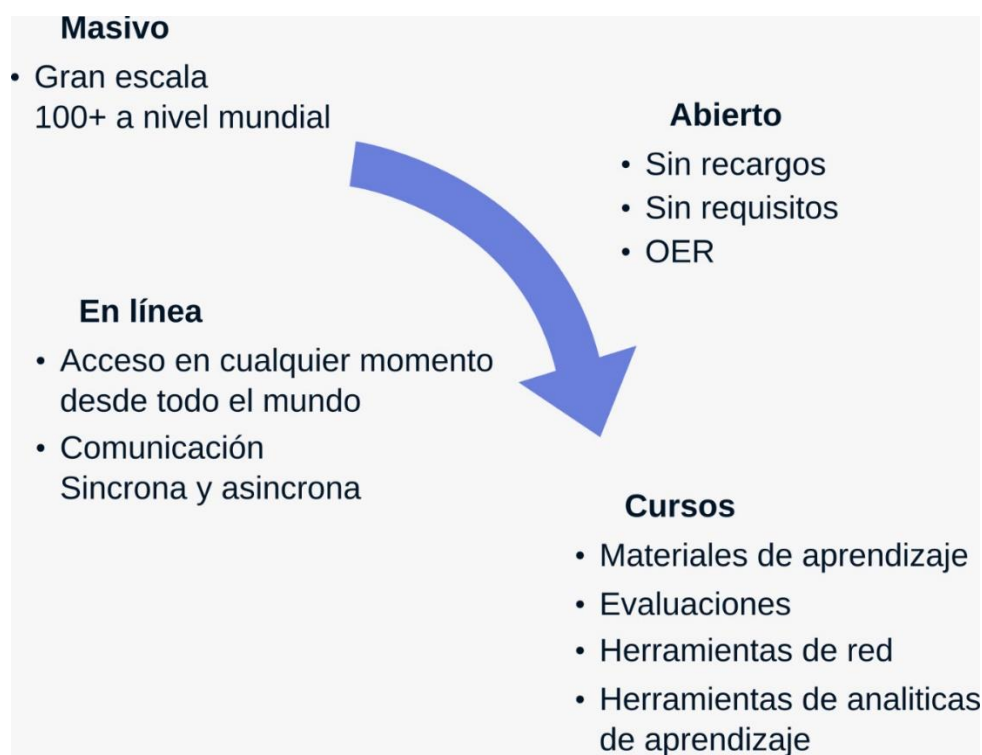 Masivo
• Gran escala
100+ a nivel mundial
Abierto
• Sin recargos
• Sin requisitos
• OER
En línea
• Acceso en cualquier momento
desde todo el mundo
• Comunicación
Sincrona y asincrona
Cursos
• Materiales de aprendizaje
• Evaluaciones
• Herramientas de red
• Herramientas de analiticas
de aprendizaje